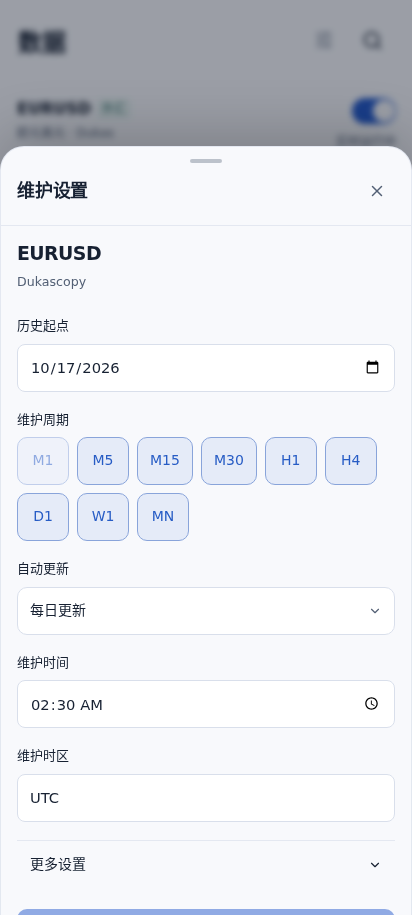 数据
EURUSD
维护设置
EURUSD
Dukascopy
历史起点
10/17/2026
维护周期
M1 M5 M15 M30 H1 H4
D1 W1 MN
自动更新
每日更新
维护时间
02:30 AM
维护时区
UTC
更多设置